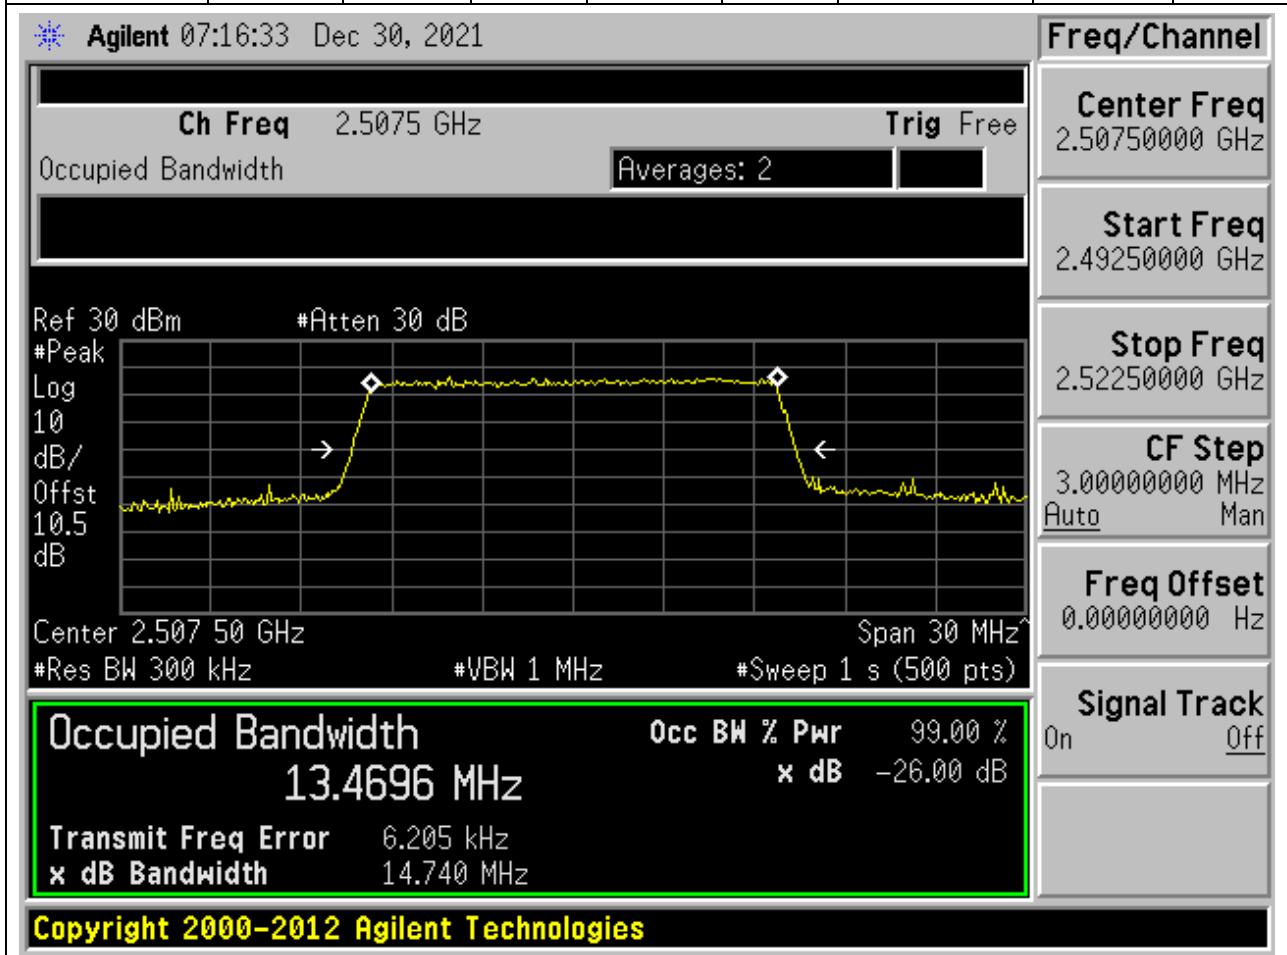 Agilent 07:16:33 Dec 30, 2021
Freq/Channel
Ch Freq 2.5075 GHz Trig Free
Occupied Bandwidth Averages: 2
Center Freq
2.50750000 GHz
Start Freq
2.49250000 GHz
Stop Freq
2.52250000 GHz
CF Step
3.00000000 MHz
Auto Man
Freq Offset
0.00000000 Hz
Signal Track
On Off
Ref 30 dBm #Atten 30 dB
#Peak
Log
10
dB/
Offst
10.5
dB
Center 2.507 50 GHz Span 30 MHz^
#Res BW 300 kHz #VBW 1 MHz #Sweep 1 s (500 pts)
Occupied Bandwidth Occ BW % Pwr 99.00 %
13.4696 MHz x dB -26.00 dB
Transmit Freq Error 6.205 kHz
x dB Bandwidth 14.740 MHz
Copyright 2000-2012 Agilent Technologies